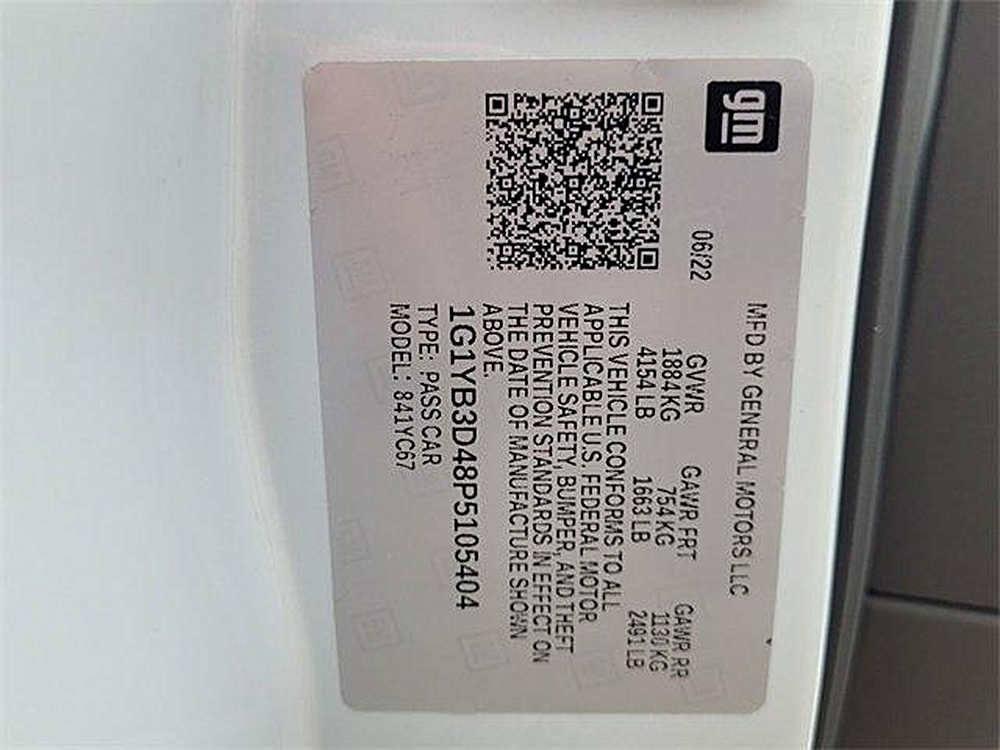 gm
06/22
MFD BY GENERAL MOTORS LLC
GVWR GAWR FRT GAWR RR
1884 KG 754 KG 1130 KG
4154 LB 1663 LB 2491 LB
THIS VEHICLE CONFORMS TO ALL
APPLICABLE U.S. FEDERAL MOTOR
VEHICLE SAFETY, BUMPER, AND THEFT
PREVENTION STANDARDS IN EFFECT ON
THE DATE OF MANUFACTURE SHOWN
ABOVE.
1G1YB3D48P5105404
TYPE: PASS CAR
MODEL: 841YC67